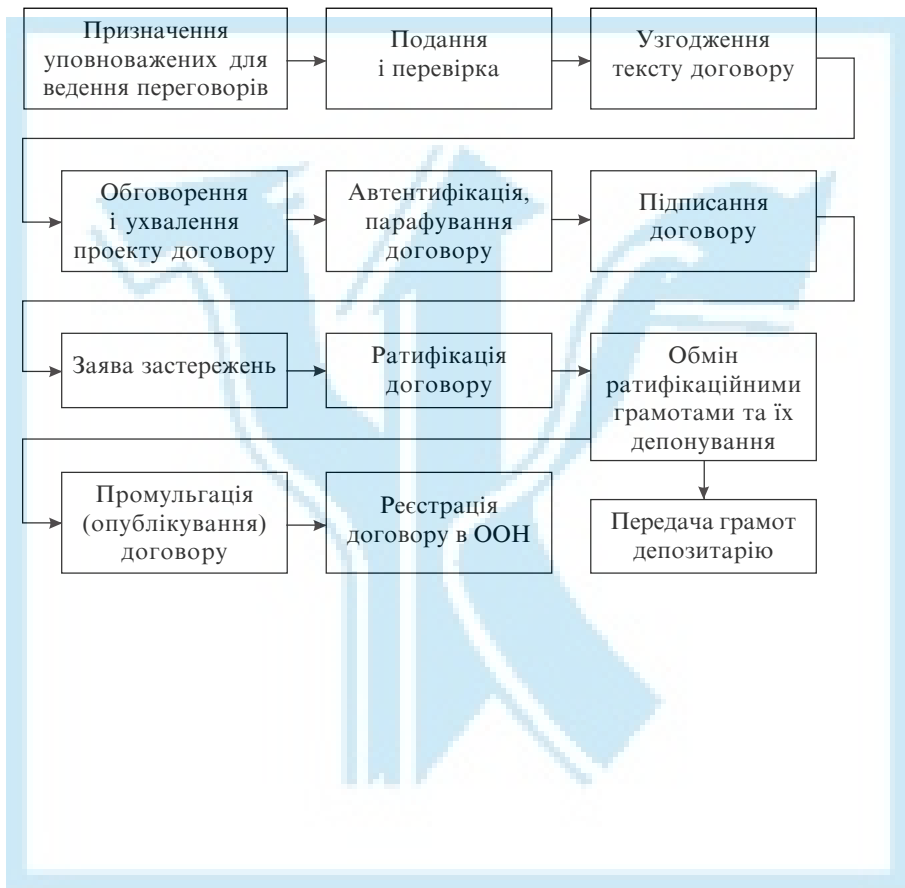 Призначення
уповноважених для
ведення переговорів
Подання
і перевірка
Узгодження
тексту договору
Обговорення
і ухвалення
проекту договору
Автентифікація,
парафування
договору
Підписання
договору
Заява застережень
Ратифікація
договору
Обмін
ратифікаційними
грамотами та їх
депонування
Промульгація
(опублікування)
договору
Реєстрація
договору в ООН
Передача грамот
депозитарію